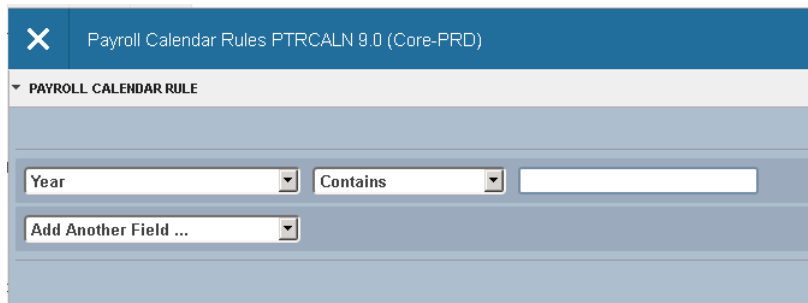 Payroll Calendar Rules PTRCALN 9.0 (Core-PRD)
PAYROLL CALENDAR RULE
Year Contains
Add Another Field ...